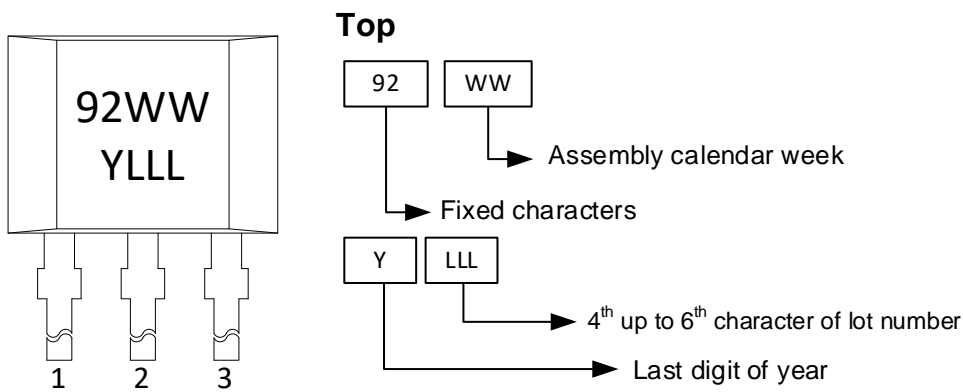 92WW
YLLL
1 2 3
Top
92 WW
Assembly calendar week
Fixed characters
Y LLL
4th up to 6th character of lot number
Last digit of year